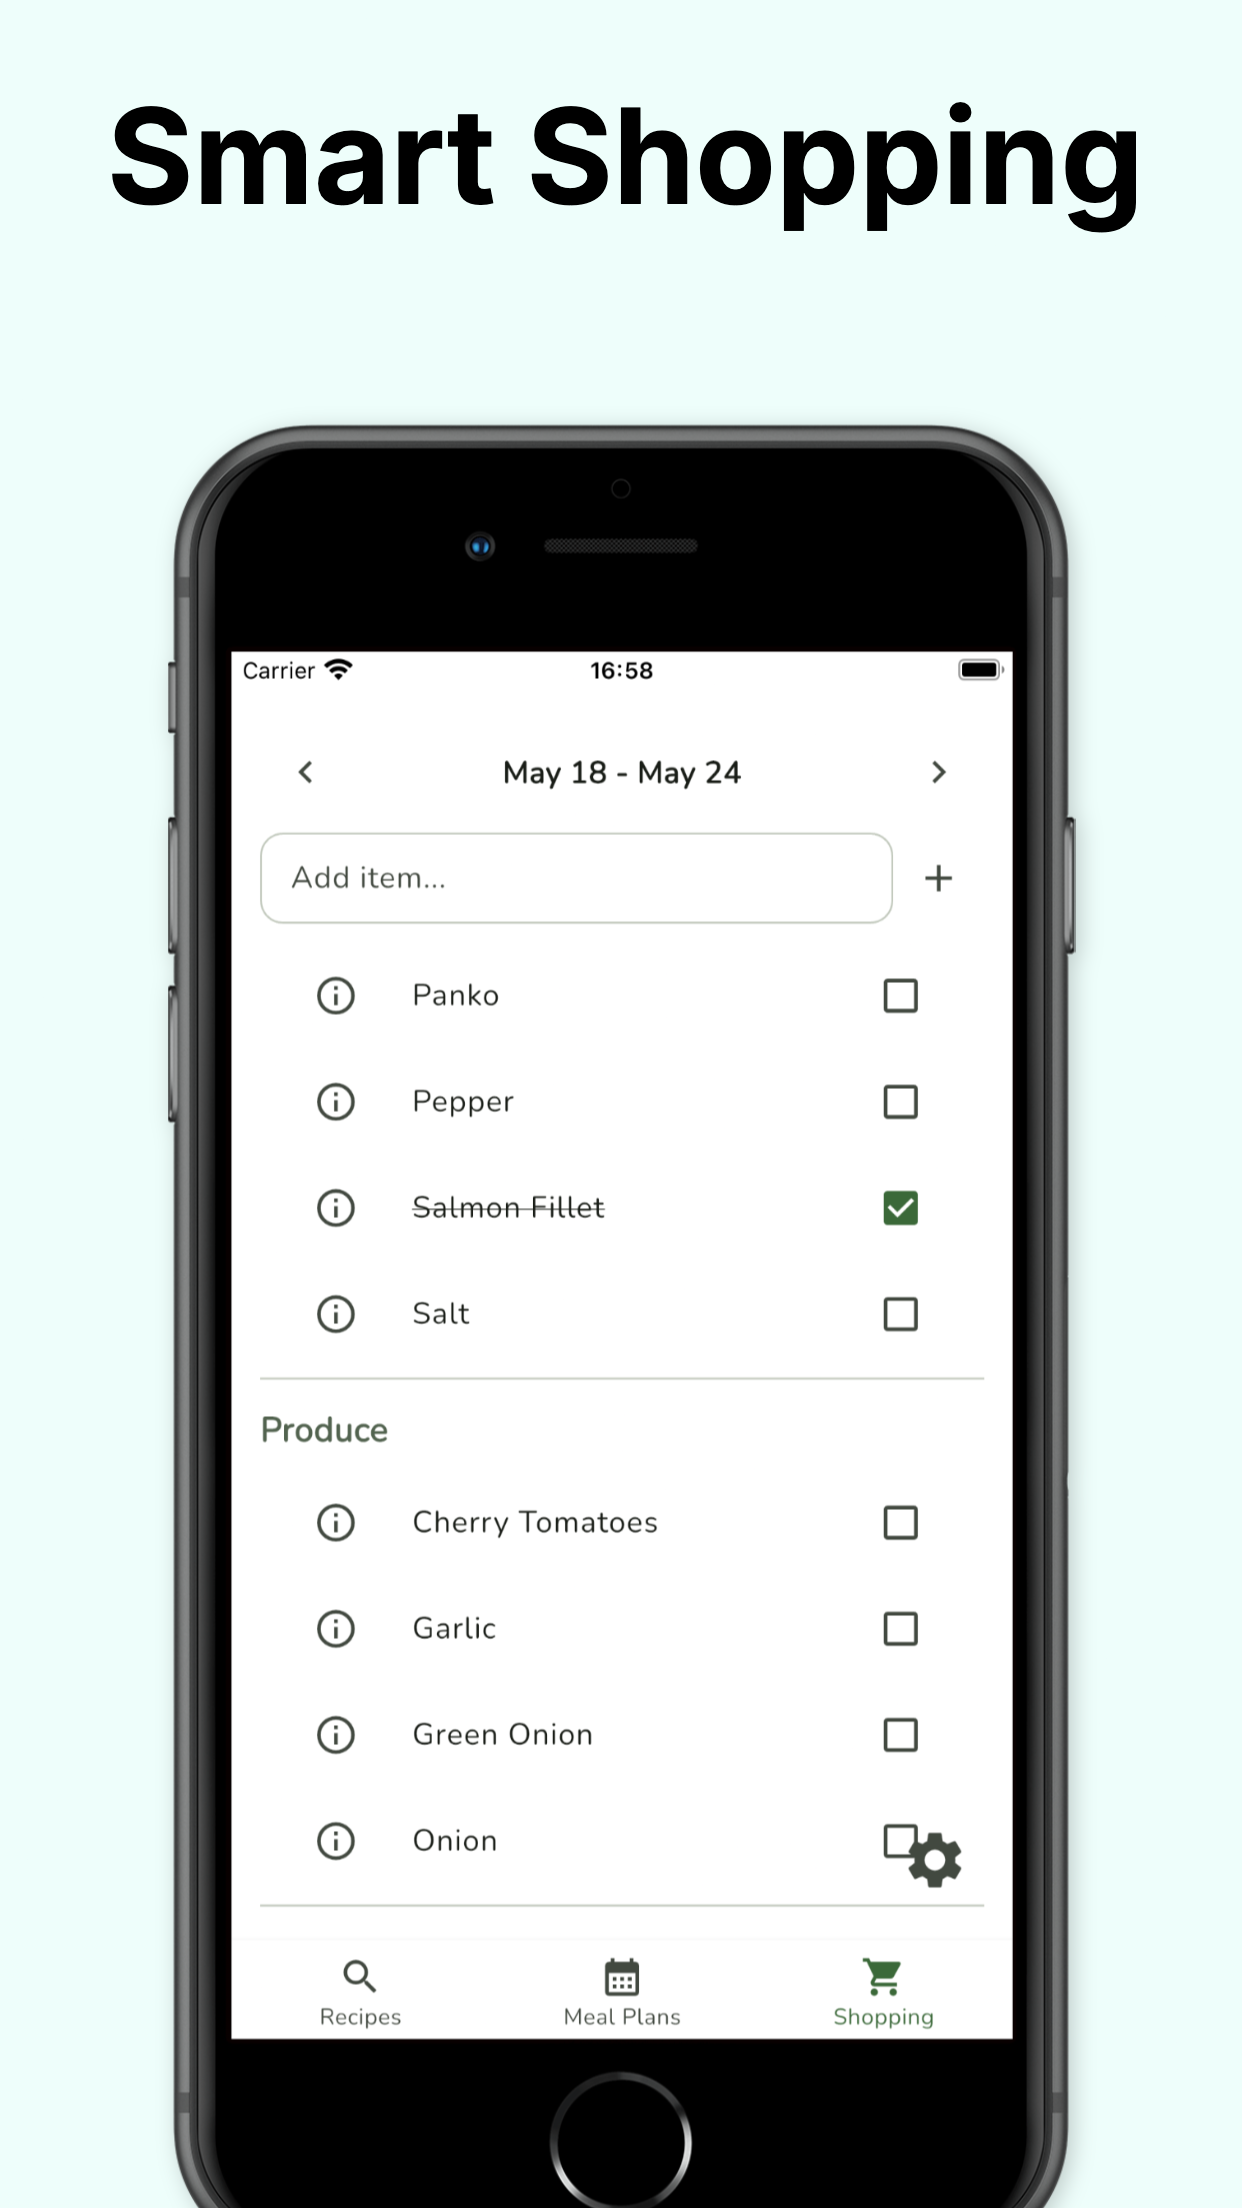 Smart Shopping
Carrier 16:58
May 18 - May 24
Add item...
Panko
Pepper
Salmon Fillet
Salt
Produce
Cherry Tomatoes
Garlic
Green Onion
Onion
Recipes Meal Plans Shopping